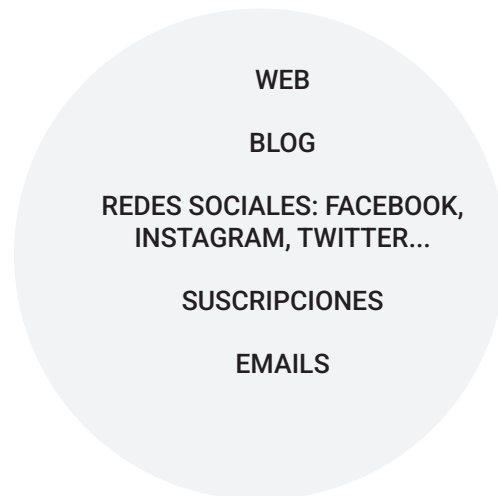 WEB
BLOG
REDES SOCIALES: FACEBOOK,
INSTAGRAM, TWITTER...
SUSCRIPCIONES
EMAILS